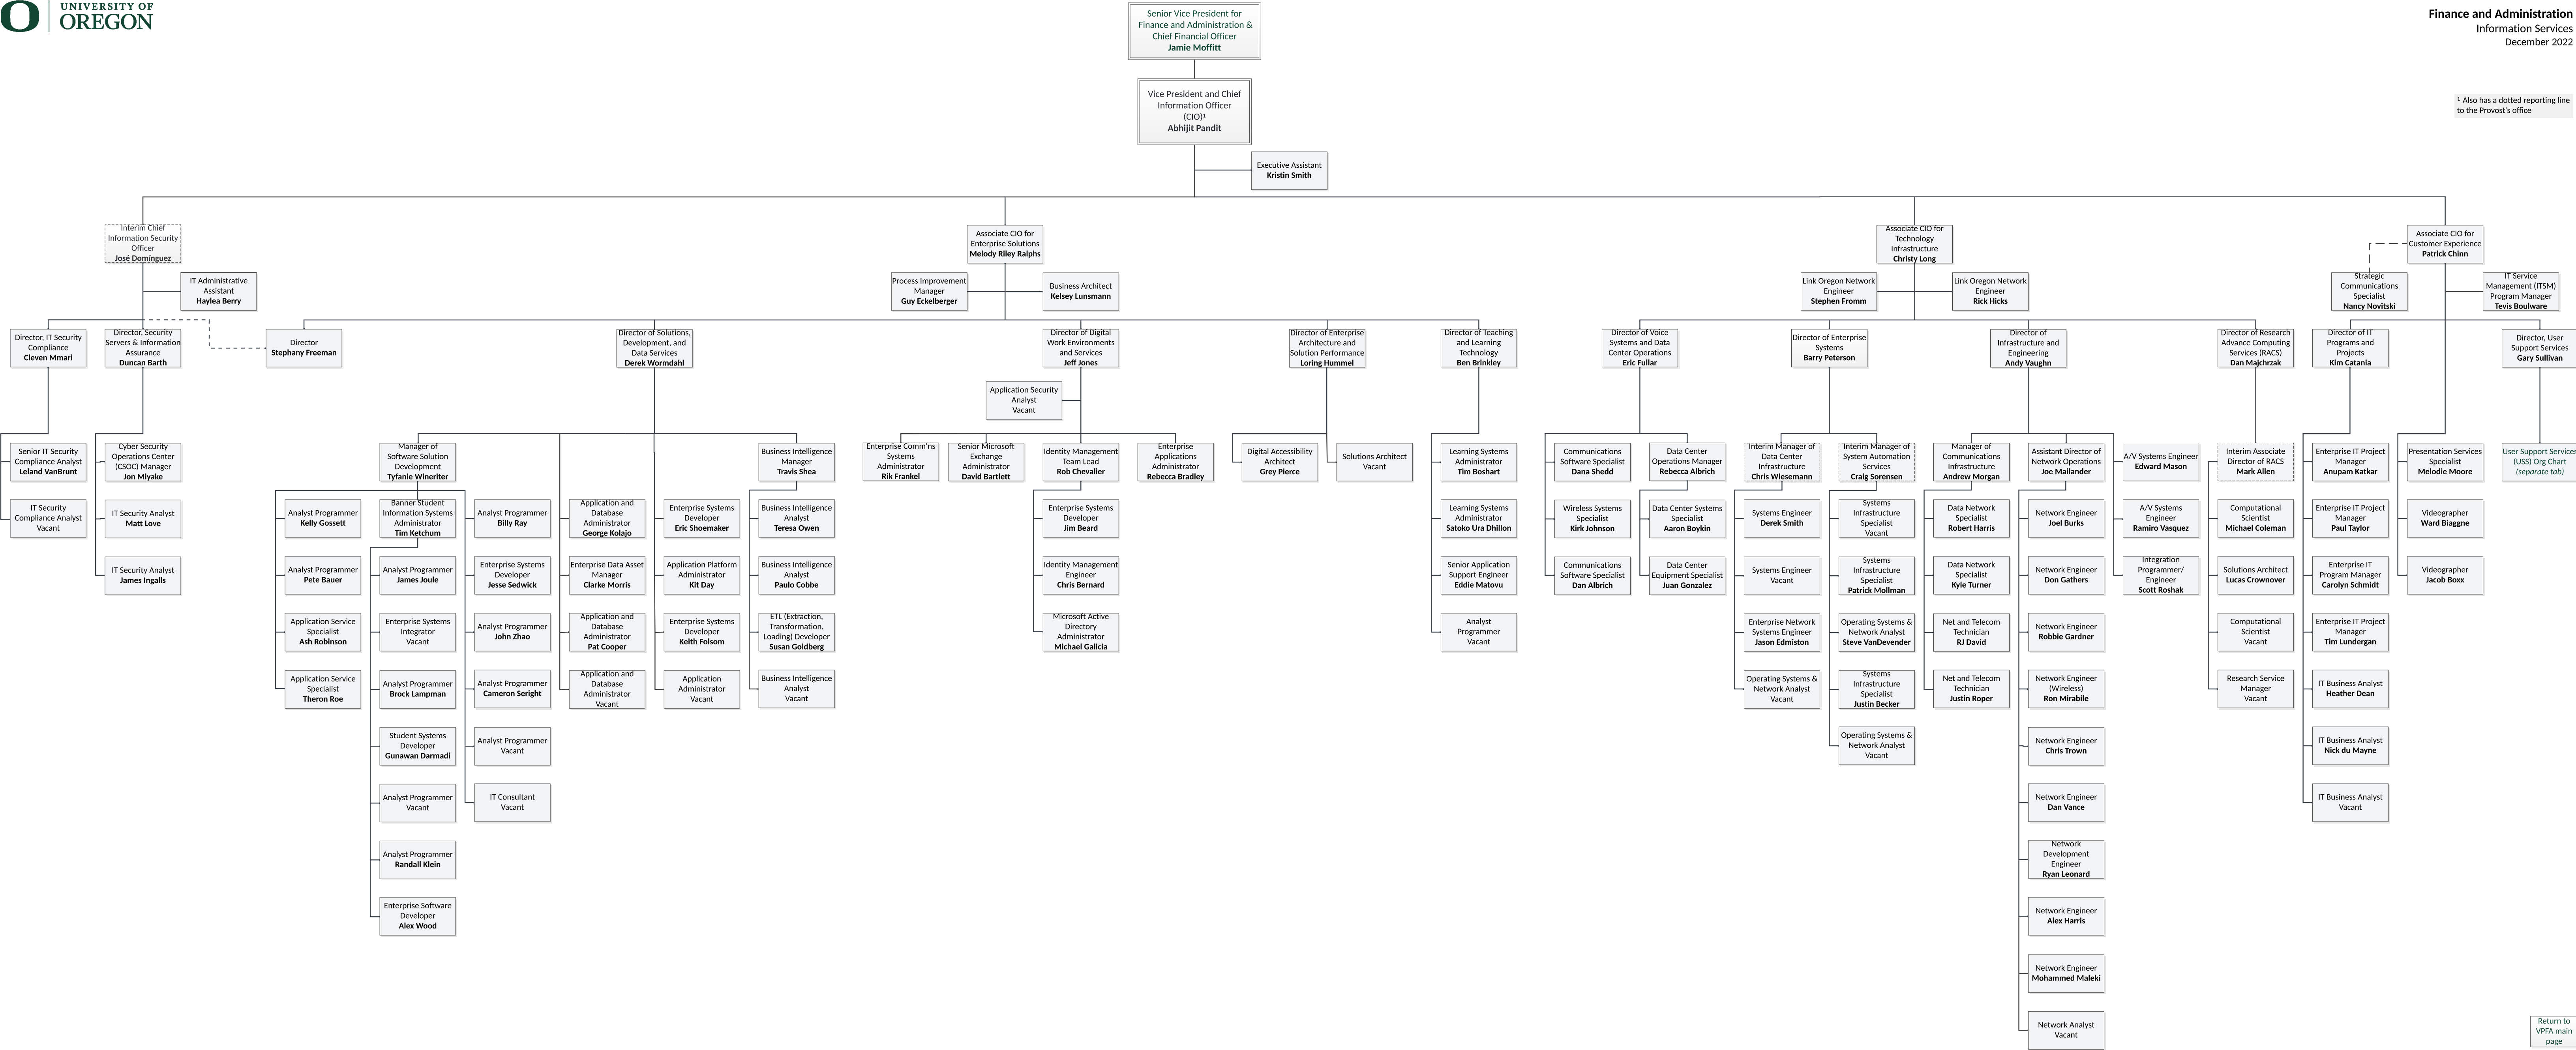 UNIVERSITY OF
OREGON
Senior Vice President for
Finance and Administration &
Chief Financial Officer
Jamie Moffitt
Finance and Administration
Information Services
December 2022
Vice President and Chief
Information Officer
(CIO)¹
Abhijit Pandit
¹ Also has a dotted reporting line
to the Provost's office
Executive Assistant
Kristin Smith
Interim Chief
Information Security
Officer
José Domínguez
Associate CIO for
Enterprise Solutions
Melody Riley Ralphs
Associate CIO for
Technology
Infrastructure
Christy Long
Associate CIO for
Customer Experience
Patrick Chinn
IT Administrative
Assistant
Haylea Berry
Process Improvement
Manager
Guy Eckelberger
Business Architect
Kelsey Lunsmann
Link Oregon Network
Engineer
Stephen Fromm
Link Oregon Network
Engineer
Rick Hicks
Strategic
Communications
Specialist
Nancy Novitski
IT Service
Management (ITSM)
Program Manager
Tevis Boulware
Director, IT Security
Compliance
Cleven Mmari
Director, Security
Servers & Information
Assurance
Duncan Barth
Director
Stephany Freeman
Director of Solutions,
Development, and
Data Services
Derek Wormdahl
Director of Digital
Work Environments
and Services
Jeff Jones
Director of Enterprise
Architecture and
Solution Performance
Loring Hummel
Director of Teaching
and Learning
Technology
Ben Brinkley
Director of Voice
Systems and Data
Center Operations
Eric Fullar
Director of Enterprise
Systems
Barry Peterson
Director of
Infrastructure and
Engineering
Andy Vaughn
Director of Research
Advance Computing
Services (RACS)
Dan Majchrzak
Director of IT
Programs and
Projects
Kim Catania
Director, User
Support Services
Gary Sullivan
Application Security
Analyst
Vacant
Senior IT Security
Compliance Analyst
Leland VanBrunt
Cyber Security
Operations Center
(CSOC) Manager
Jon Miyake
Manager of
Software Solution
Development
Tyfanie Wineriter
Business Intelligence
Manager
Travis Shea
Enterprise Comm'ns
Systems
Administrator
Rik Frankel
Senior Microsoft
Exchange
Administrator
David Bartlett
Identity Management
Team Lead
Rob Chevalier
Enterprise
Applications
Administrator
Rebecca Bradley
Digital Accessibility
Architect
Grey Pierce
Solutions Architect
Vacant
Learning Systems
Administrator
Tim Boshart
Communications
Software Specialist
Dana Shedd
Data Center
Operations Manager
Rebecca Albrich
Interim Manager of
Data Center
Infrastructure
Chris Wiesemann
Interim Manager of
System Automation
Services
Craig Sorensen
Manager of
Communications
Infrastructure
Andrew Morgan
Assistant Director of
Network Operations
Joe Mailander
A/V Systems Engineer
Edward Mason
Interim Associate
Director of RACS
Mark Allen
Enterprise IT Project
Manager
Anupam Katkar
Presentation Services
Specialist
Melodie Moore
User Support Services
(USS) Org Chart
(separate tab)
IT Security
Compliance Analyst
Vacant
IT Security Analyst
Matt Love
Analyst Programmer
Kelly Gossett
Banner Student
Information Systems
Administrator
Tim Ketchum
Analyst Programmer
Billy Ray
Application and
Database
Administrator
George Kolajo
Enterprise Systems
Developer
Eric Shoemaker
Business Intelligence
Analyst
Teresa Owen
Enterprise Systems
Developer
Jim Beard
Learning Systems
Administrator
Satoko Ura Dhillon
Wireless Systems
Specialist
Kirk Johnson
Data Center Systems
Specialist
Aaron Boykin
Systems Engineer
Derek Smith
Systems
Infrastructure
Specialist
Vacant
Data Network
Specialist
Robert Harris
Network Engineer
Joel Burks
A/V Systems
Engineer
Ramiro Vasquez
Computational
Scientist
Michael Coleman
Enterprise IT Project
Manager
Paul Taylor
Videographer
Ward Biaggne
IT Security Analyst
James Ingalls
Analyst Programmer
Pete Bauer
Analyst Programmer
James Joule
Enterprise Systems
Developer
Jesse Sedwick
Enterprise Data Asset
Manager
Clarke Morris
Application Platform
Administrator
Kit Day
Business Intelligence
Analyst
Paulo Cobbe
Identity Management
Engineer
Chris Bernard
Senior Application
Support Engineer
Eddie Matovu
Communications
Software Specialist
Dan Albrich
Data Center
Equipment Specialist
Juan Gonzalez
Systems Engineer
Vacant
Systems
Infrastructure
Specialist
Patrick Mollman
Data Network
Specialist
Kyle Turner
Network Engineer
Don Gathers
Integration
Programmer/
Engineer
Scott Roshak
Solutions Architect
Lucas Crownover
Enterprise IT
Program Manager
Carolyn Schmidt
Videographer
Jacob Boxx
Application Service
Specialist
Ash Robinson
Enterprise Systems
Integrator
Vacant
Analyst Programmer
John Zhao
Application and
Database
Administrator
Pat Cooper
Enterprise Systems
Developer
Keith Folsom
ETL (Extraction,
Transformation,
Loading) Developer
Susan Goldberg
Microsoft Active
Directory
Administrator
Michael Galicia
Analyst
Programmer
Vacant
Enterprise Network
Systems Engineer
Jason Edmiston
Operating Systems &
Network Analyst
Steve VanDevender
Net and Telecom
Technician
RJ David
Network Engineer
Robbie Gardner
Computational
Scientist
Vacant
Enterprise IT Project
Manager
Tim Lundergan
Application Service
Specialist
Theron Roe
Analyst Programmer
Brock Lampman
Analyst Programmer
Cameron Seright
Application and
Database
Administrator
Vacant
Application
Administrator
Vacant
Business Intelligence
Analyst
Vacant
Operating Systems &
Network Analyst
Vacant
Systems
Infrastructure
Specialist
Justin Becker
Net and Telecom
Technician
Justin Roper
Network Engineer
(Wireless)
Ron Mirabile
Research Service
Manager
Vacant
IT Business Analyst
Heather Dean
Student Systems
Developer
Gunawan Darmadi
Analyst Programmer
Vacant
Operating Systems &
Network Analyst
Vacant
Network Engineer
Chris Trown
IT Business Analyst
Nick du Mayne
Analyst Programmer
Vacant
IT Consultant
Vacant
Network Engineer
Dan Vance
IT Business Analyst
Vacant
Analyst Programmer
Randall Klein
Network
Development
Engineer
Ryan Leonard
Enterprise Software
Developer
Alex Wood
Network Engineer
Alex Harris
Network Engineer
Mohammed Maleki
Network Analyst
Vacant
Return to
VPFA main
page